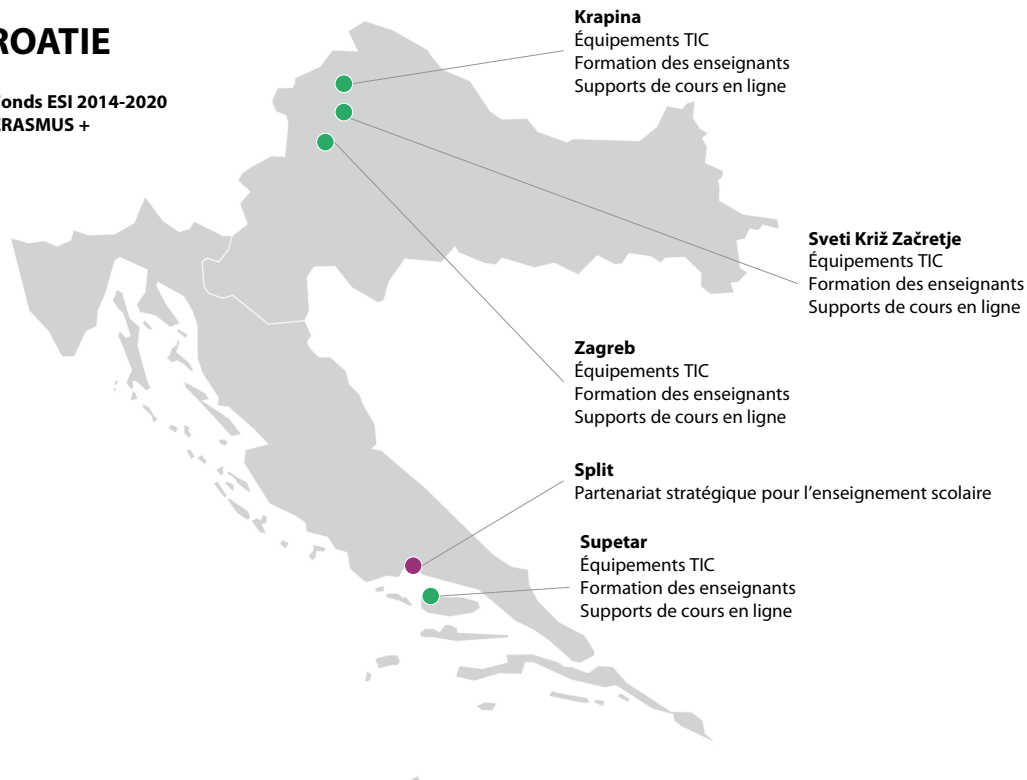 ROATIE
Fonds ESI 2014-2020
ERASMUS +
Krapina
Équipements TIC
Formation des enseignants
Supports de cours en ligne
Sveti Križ Začretje
Équipements TIC
Formation des enseignants
Supports de cours en ligne
Zagreb
Équipements TIC
Formation des enseignants
Supports de cours en ligne
Split
Partenariat stratégique pour l’enseignement scolaire
Supetar
Équipements TIC
Formation des enseignants
Supports de cours en ligne